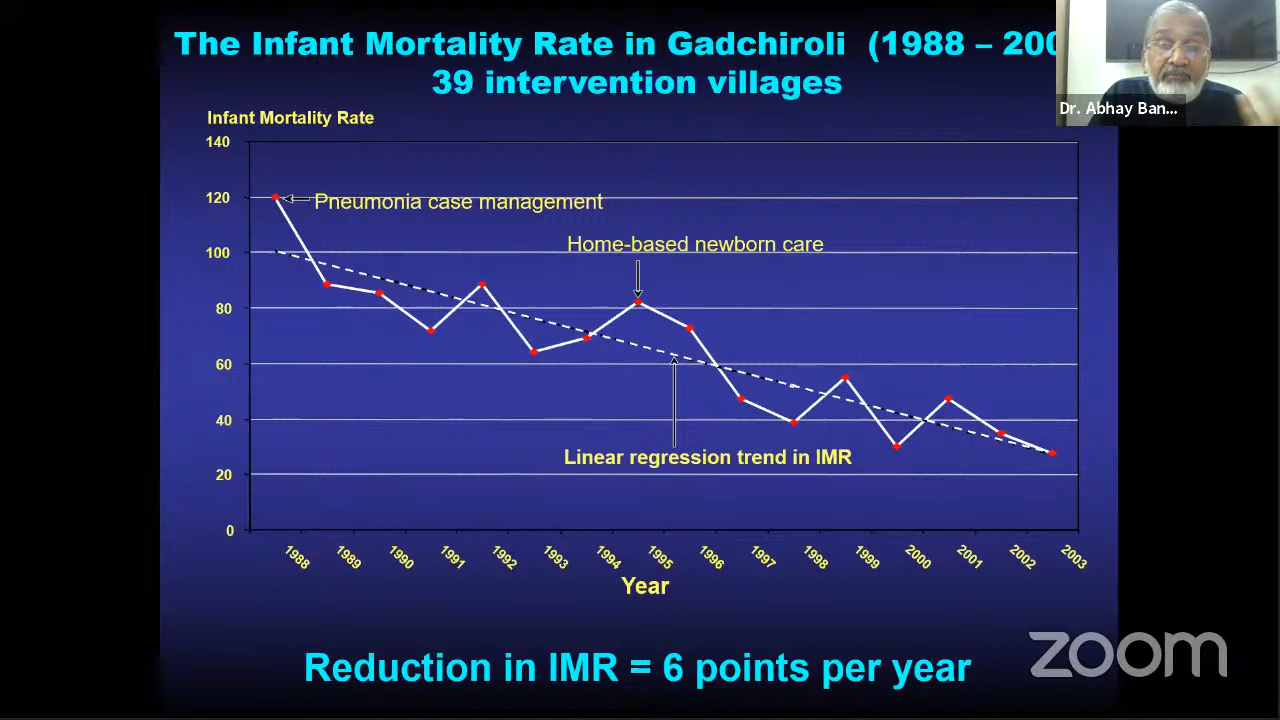 The Infant Mortality Rate in Gadchiroli (1988 – 200
39 intervention villages
Dr. Abhay Ban...
Infant Mortality Rate
140
120
100
80
60
40
20
0
Pneumonia case management
Home-based newborn care
Linear regression trend in IMR
1988
1989
1990
1991
1992
1993
1994
1995
1996
1997
1998
1999
2000
2001
2002
2003
Year
Reduction in IMR = 6 points per year
zoom